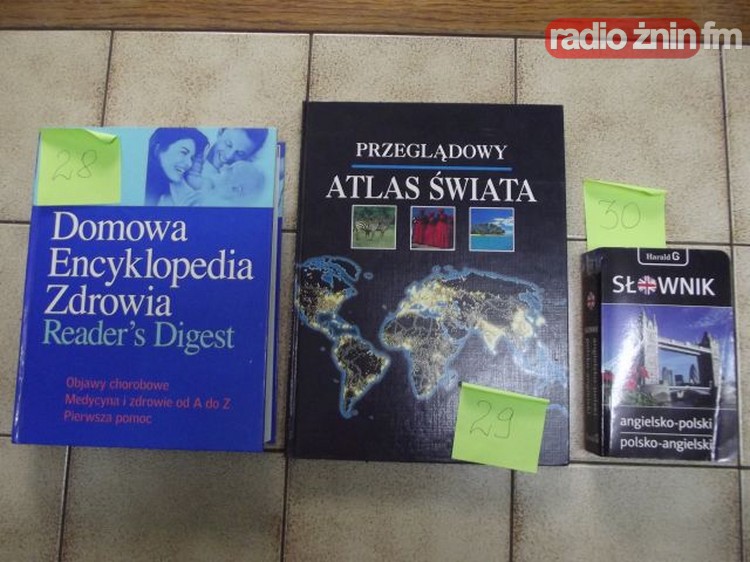 radio żnin fm
28
Domowa
Encyklopedia
Zdrowia
Reader's Digest
Objawy chorobowe
Medycyna i zdrowie od A do Z
Pierwsza pomoc
PRZEGLĄDOWY
ATLAS ŚWIATA
29
30
Harald G
SŁOWNIK
angielsko-polski
polsko-angielski